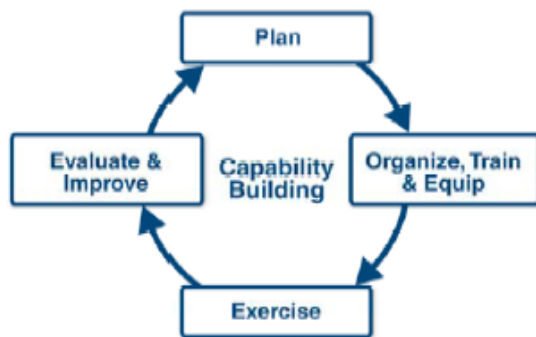 Plan
Evaluate &
Improve
Capability
Building
Organize, Train
& Equip
Exercise